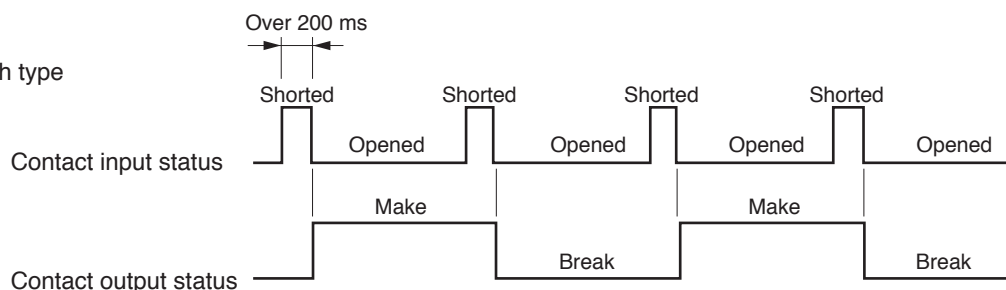 Over 200 ms
h type
Shorted Shorted Shorted Shorted
Opened Opened Opened Opened
Contact input status
Make Make
Break Break
Contact output status